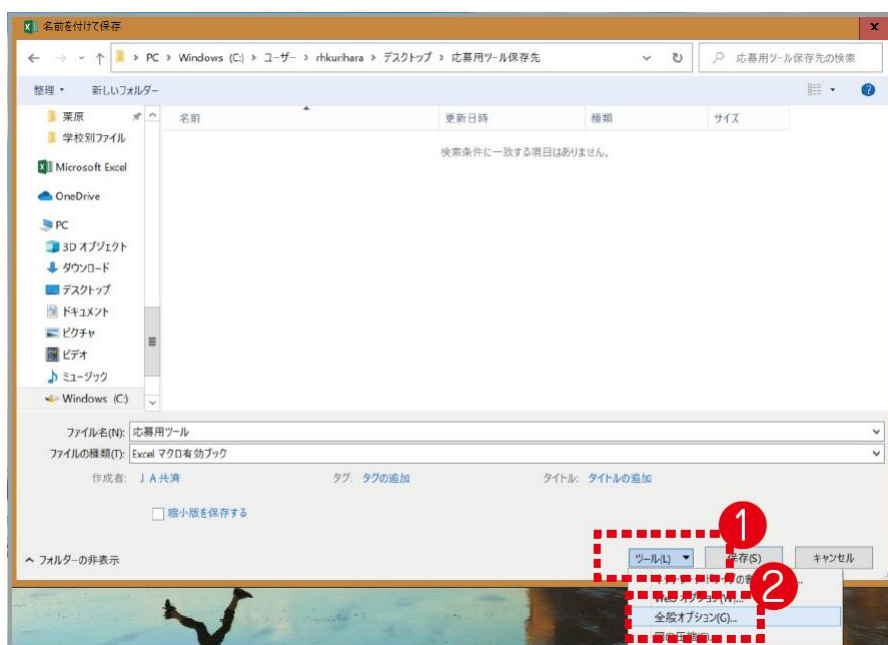 名前を付けて保存
PC › Windows (C:) › ユーザー › rhkurihara › デスクトップ › 応募用ツール保存先
応募用ツール保存先の検索
整理 新しいフォルダー
名前 更新日時 種類 サイズ
検索条件に一致する項目はありません。
栗原
学校別ファイル
Microsoft Excel
OneDrive
PC
3D オブジェクト
ダウンロード
デスクトップ
ドキュメント
ピクチャ
ビデオ
ミュージック
Windows (C:)
ファイル名(N): 応募用ツール
ファイルの種類(T): Excel マクロ有効ブック
作成者: JA共済 タグ: タグの追加 タイトル: タイトルの追加
縮小版を保存する
1
フォルダーの非表示
ツール(L) 保存(S) キャンセル
2
全般オプション(G)...